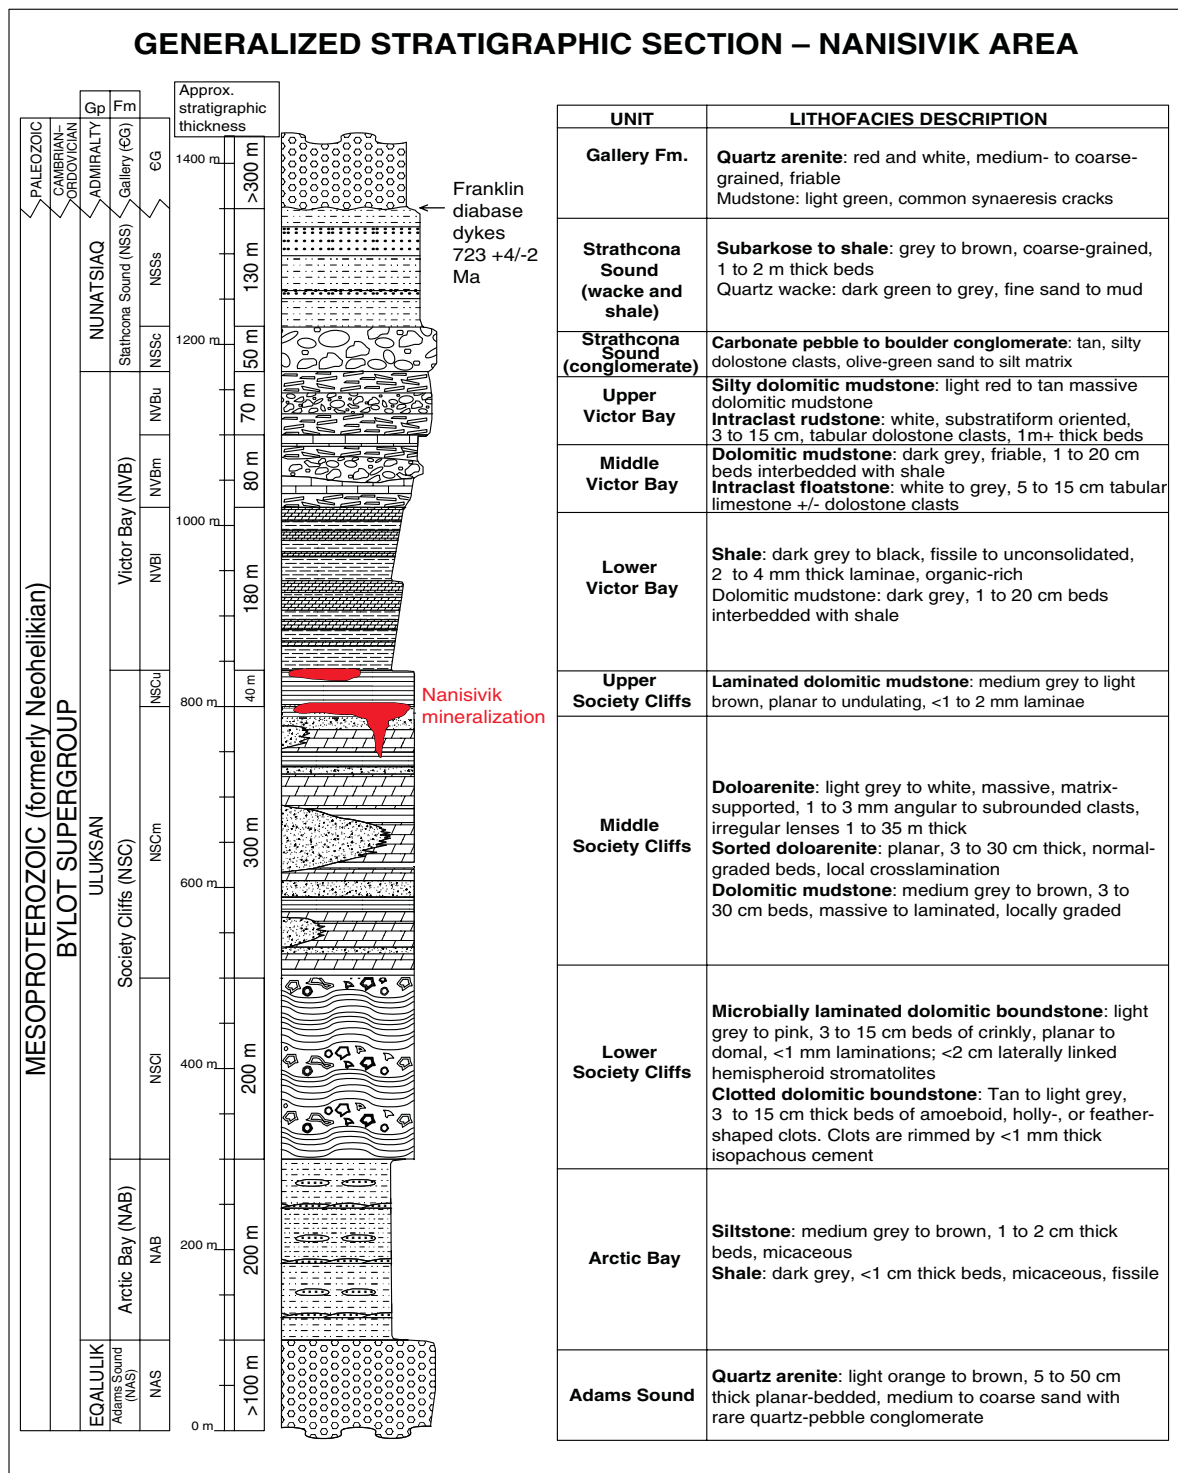 GENERALIZED STRATIGRAPHIC SECTION – NANISIVIK AREA
Gp
Fm
Approx.
stratigraphic
thickness
PALEOZOIC
CAMBRIAN–
ORDOVICIAN
ADMIRALTY
Gallery (ЄG)
ЄG
>300 m
1400 m
Franklin
diabase
dykes
723 +4/-2
Ma
MESOPROTEROZOIC (formerly Neohelikian)
BYLOT SUPERGROUP
NUNATSIAQ
Stathcona Sound (NSS)
NSSs
130 m
1200 m
NSSc
50 m
ULUKSAN
Victor Bay (NVB)
NVBu
70 m
NVBm
80 m
1000 m
NVBl
180 m
Society Cliffs (NSC)
NSCu
40 m
800 m
Nanisivik
mineralization
NSCm
300 m
600 m
NSCl
200 m
400 m
Arctic Bay (NAB)
NAB
200 m
200 m
EQALULIK
Adams Sound
(NAS)
NAS
>100 m
0 m
UNIT
LITHOFACIES DESCRIPTION
Gallery Fm.
Quartz arenite: red and white, medium- to coarse-
grained, friable
Mudstone: light green, common synaeresis cracks
Strathcona
Sound
(wacke and
shale)
Subarkose to shale: grey to brown, coarse-grained,
1 to 2 m thick beds
Quartz wacke: dark green to grey, fine sand to mud
Strathcona
Sound
(conglomerate)
Carbonate pebble to boulder conglomerate: tan, silty
dolostone clasts, olive-green sand to silt matrix
Upper
Victor Bay
Silty dolomitic mudstone: light red to tan massive
dolomitic mudstone
Intraclast rudstone: white, substratiform oriented,
3 to 15 cm, tabular dolostone clasts, 1m+ thick beds
Middle
Victor Bay
Dolomitic mudstone: dark grey, friable, 1 to 20 cm
beds interbedded with shale
Intraclast floatstone: white to grey, 5 to 15 cm tabular
limestone +/- dolostone clasts
Lower
Victor Bay
Shale: dark grey to black, fissile to unconsolidated,
2 to 4 mm thick laminae, organic-rich
Dolomitic mudstone: dark grey, 1 to 20 cm beds
interbedded with shale
Upper
Society Cliffs
Laminated dolomitic mudstone: medium grey to light
brown, planar to undulating, <1 to 2 mm laminae
Middle
Society Cliffs
Doloarenite: light grey to white, massive, matrix-
supported, 1 to 3 mm angular to subrounded clasts,
irregular lenses 1 to 35 m thick
Sorted doloarenite: planar, 3 to 30 cm thick, normal-
graded beds, local crosslamination
Dolomitic mudstone: medium grey to brown, 3 to
30 cm beds, massive to laminated, locally graded
Lower
Society Cliffs
Microbially laminated dolomitic boundstone: light
grey to pink, 3 to 15 cm beds of crinkly, planar to
domal, <1 mm laminations; <2 cm laterally linked
hemispheroid stromatolites
Clotted dolomitic boundstone: Tan to light grey,
3 to 15 cm thick beds of amoeboid, holly-, or feather-
shaped clots. Clots are rimmed by <1 mm thick
isopachous cement
Arctic Bay
Siltstone: medium grey to brown, 1 to 2 cm thick
beds, micaceous
Shale: dark grey, <1 cm thick beds, micaceous, fissile
Adams Sound
Quartz arenite: light orange to brown, 5 to 50 cm
thick planar-bedded, medium to coarse sand with
rare quartz-pebble conglomerate